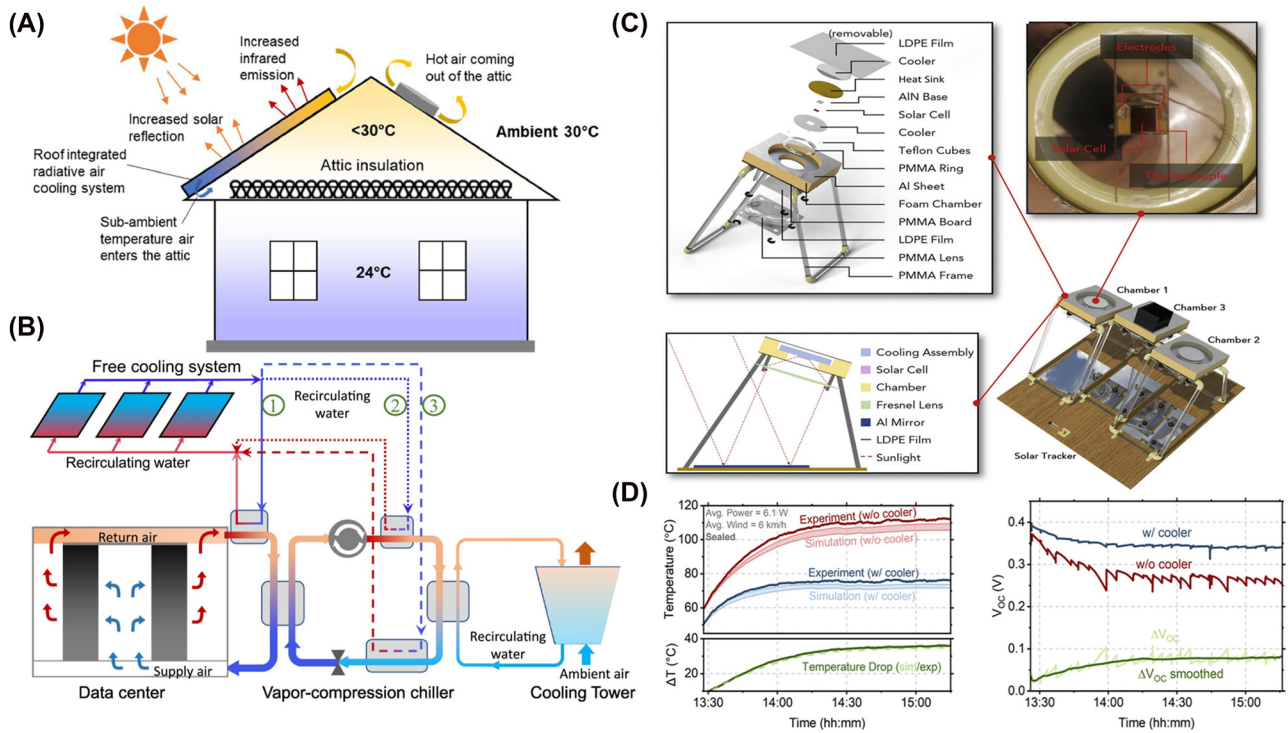 (A)
Increased
infrared
emission
Hot air coming
out of the attic
Increased solar
reflection
<30°C
Ambient 30°C
Roof integrated
radiative air
cooling system
Attic insulation
Sub-ambient
temperature air
enters the attic
24°C
(B)
Free cooling system
Recirculating
water
1
2
3
Recirculating water
Return air
Supply air
Recirculating
water
Ambient air
Data center
Vapor-compression chiller
Cooling Tower
(C)
(removable)
LDPE Film
Cooler
Heat Sink
AlN Base
Solar Cell
Cooler
Teflon Cubes
PMMA Ring
Al Sheet
Foam Chamber
PMMA Board
LDPE Film
PMMA Lens
PMMA Frame
Electrodes
Solar Cell
Thermocouple
Chamber 1
Chamber 3
Chamber 2
Solar Tracker
Cooling Assembly
Solar Cell
Chamber
Fresnel Lens
Al Mirror
LDPE Film
Sunlight
(D)
Temperature (°C)
120
100
80
60
Avg. Power = 6.1 W
Avg. Wind = 6 km/h
Sealed
Experiment (w/o cooler)
Simulation (w/o cooler)
Experiment (w/ cooler)
Simulation (w/ cooler)
ΔT (°C)
40
20
0
Temperature Drop (sim/exp)
13:30
14:00
14:30
15:00
Time (hh:mm)
VOC (V)
0.4
0.3
0.2
0.1
0.0
w/ cooler
w/o cooler
ΔVOC
ΔVOC smoothed
13:30
14:00
14:30
15:00
Time (hh:mm)